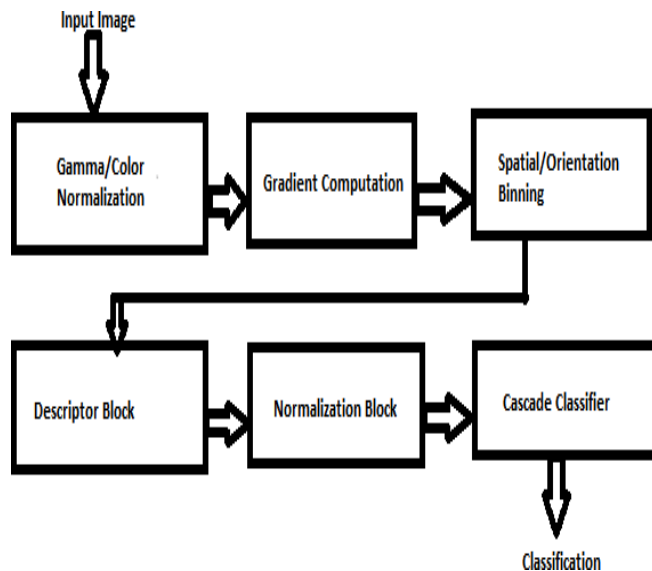 Input Image
Gamma/Color
Normalization
Gradient Computation
Spatial/Orientation
Binning
Descriptor Block
Normalization Block
Cascade Classifier
Classification